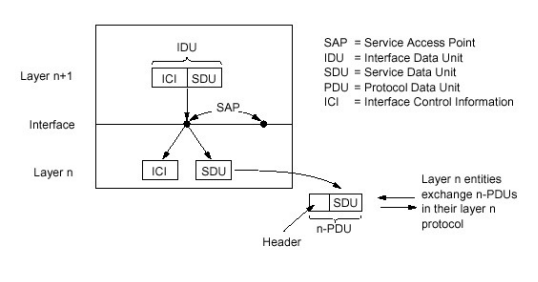 IDU
ICI SDU
Layer n+1
SAP
Interface
Layer n
ICI SDU
SDU
n-PDU
Header
SAP = Service Access Point
IDU = Interface Data Unit
SDU = Service Data Unit
PDU = Protocol Data Unit
ICI = Interface Control Information
Layer n entities
exchange n-PDUs
in their layer n
protocol